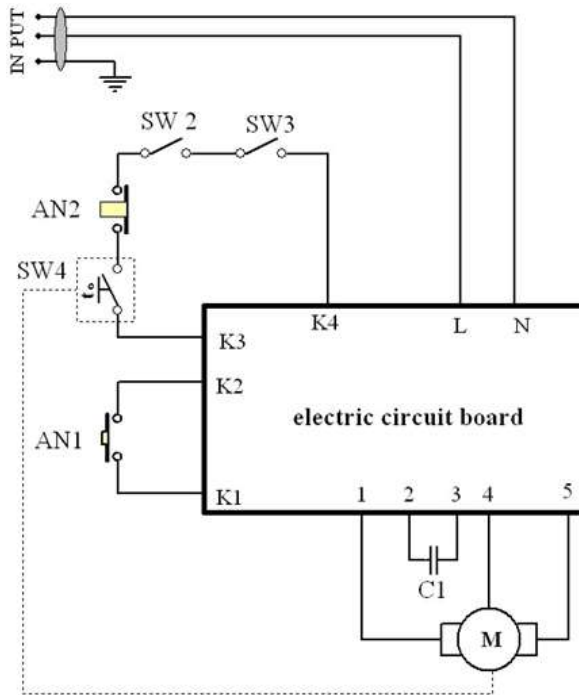 IN PUT
SW 2
SW3
AN2
SW4
t°
K4
L
N
K3
K2
electric circuit board
AN1
K1
1
2
3
4
5
C1
M